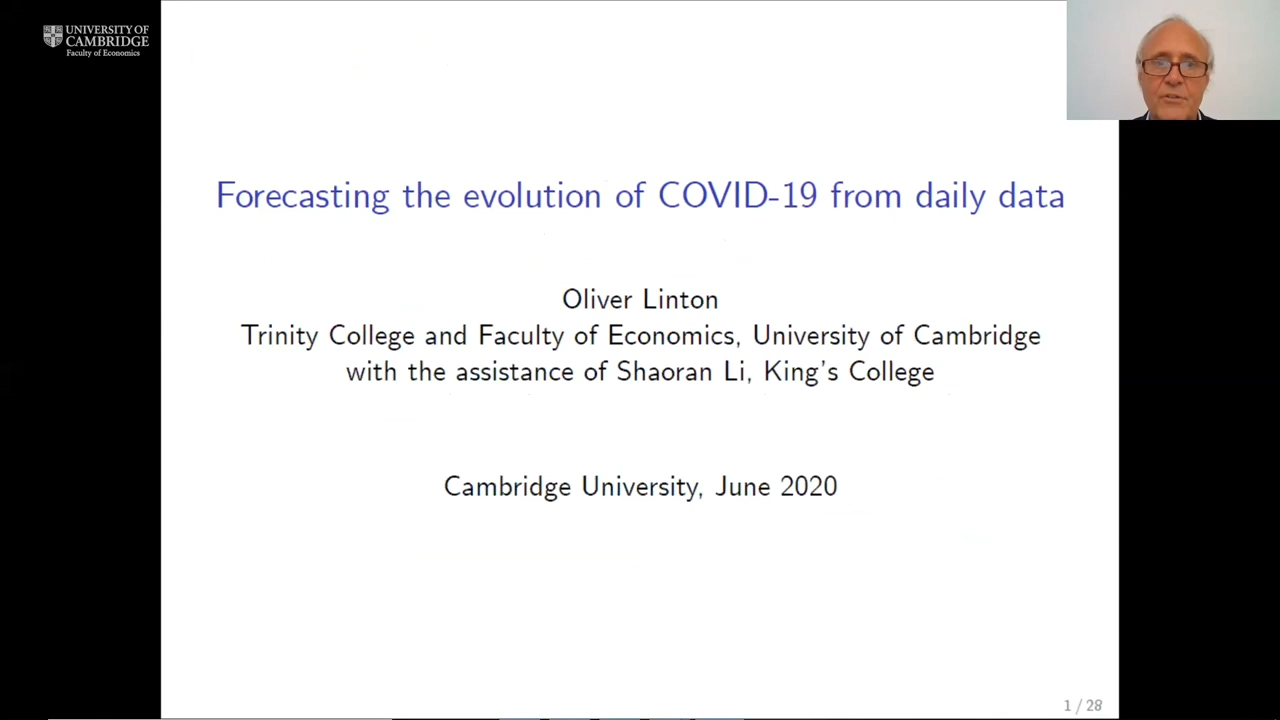 UNIVERSITY OF
CAMBRIDGE
Faculty of Economics
Forecasting the evolution of COVID-19 from daily data
Oliver Linton
Trinity College and Faculty of Economics, University of Cambridge
with the assistance of Shaoran Li, King's College
Cambridge University, June 2020
1 / 28